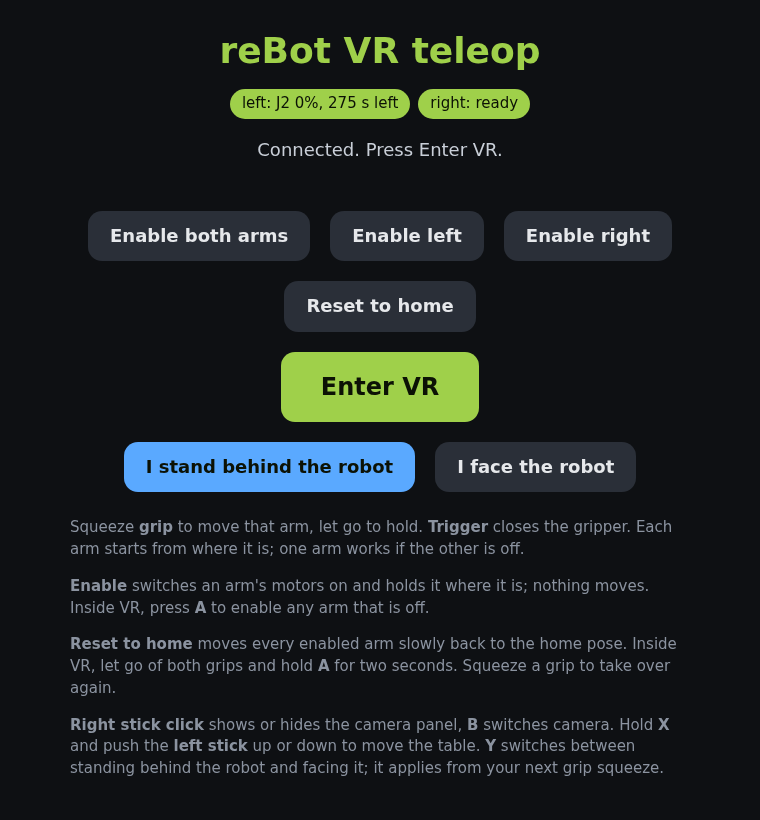 reBot VR teleop
left: J2 0%, 275 s left right: ready
Connected. Press Enter VR.
Enable both arms Enable left Enable right
Reset to home
Enter VR
I stand behind the robot I face the robot
Squeeze grip to move that arm, let go to hold. Trigger closes the gripper. Each
arm starts from where it is; one arm works if the other is off.
Enable switches an arm's motors on and holds it where it is; nothing moves.
Inside VR, press A to enable any arm that is off.
Reset to home moves every enabled arm slowly back to the home pose. Inside
VR, let go of both grips and hold A for two seconds. Squeeze a grip to take over
again.
Right stick click shows or hides the camera panel, B switches camera. Hold X
and push the left stick up or down to move the table. Y switches between
standing behind the robot and facing it; it applies from your next grip squeeze.